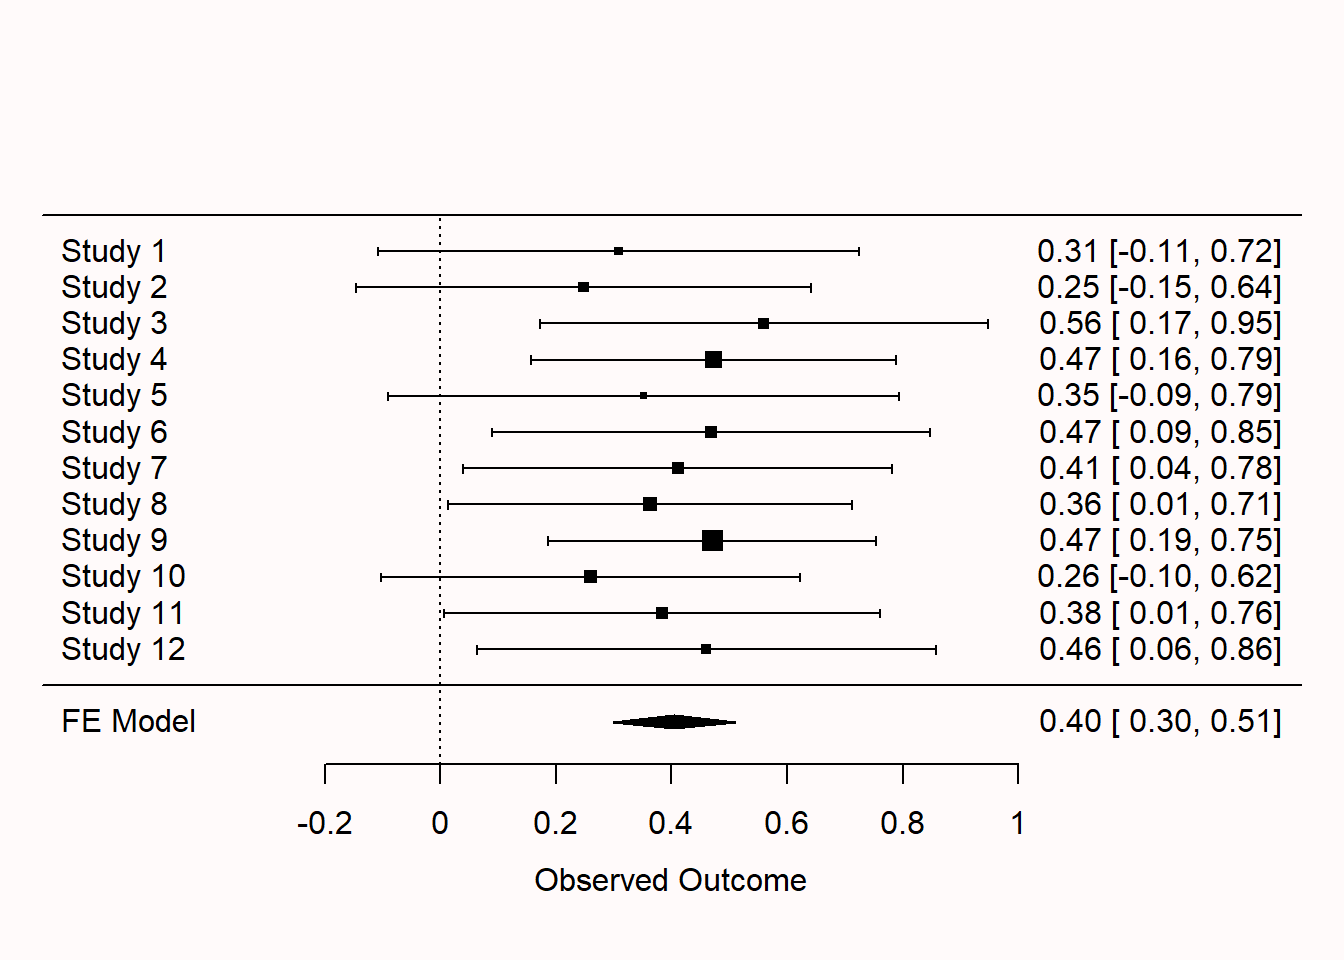 Study 1 0.31 [-0.11, 0.72]
Study 2 0.25 [-0.15, 0.64]
Study 3 0.56 [ 0.17, 0.95]
Study 4 0.47 [ 0.16, 0.79]
Study 5 0.35 [-0.09, 0.79]
Study 6 0.47 [ 0.09, 0.85]
Study 7 0.41 [ 0.04, 0.78]
Study 8 0.36 [ 0.01, 0.71]
Study 9 0.47 [ 0.19, 0.75]
Study 10 0.26 [-0.10, 0.62]
Study 11 0.38 [ 0.01, 0.76]
Study 12 0.46 [ 0.06, 0.86]
FE Model 0.40 [ 0.30, 0.51]
-0.2 0 0.2 0.4 0.6 0.8 1
Observed Outcome